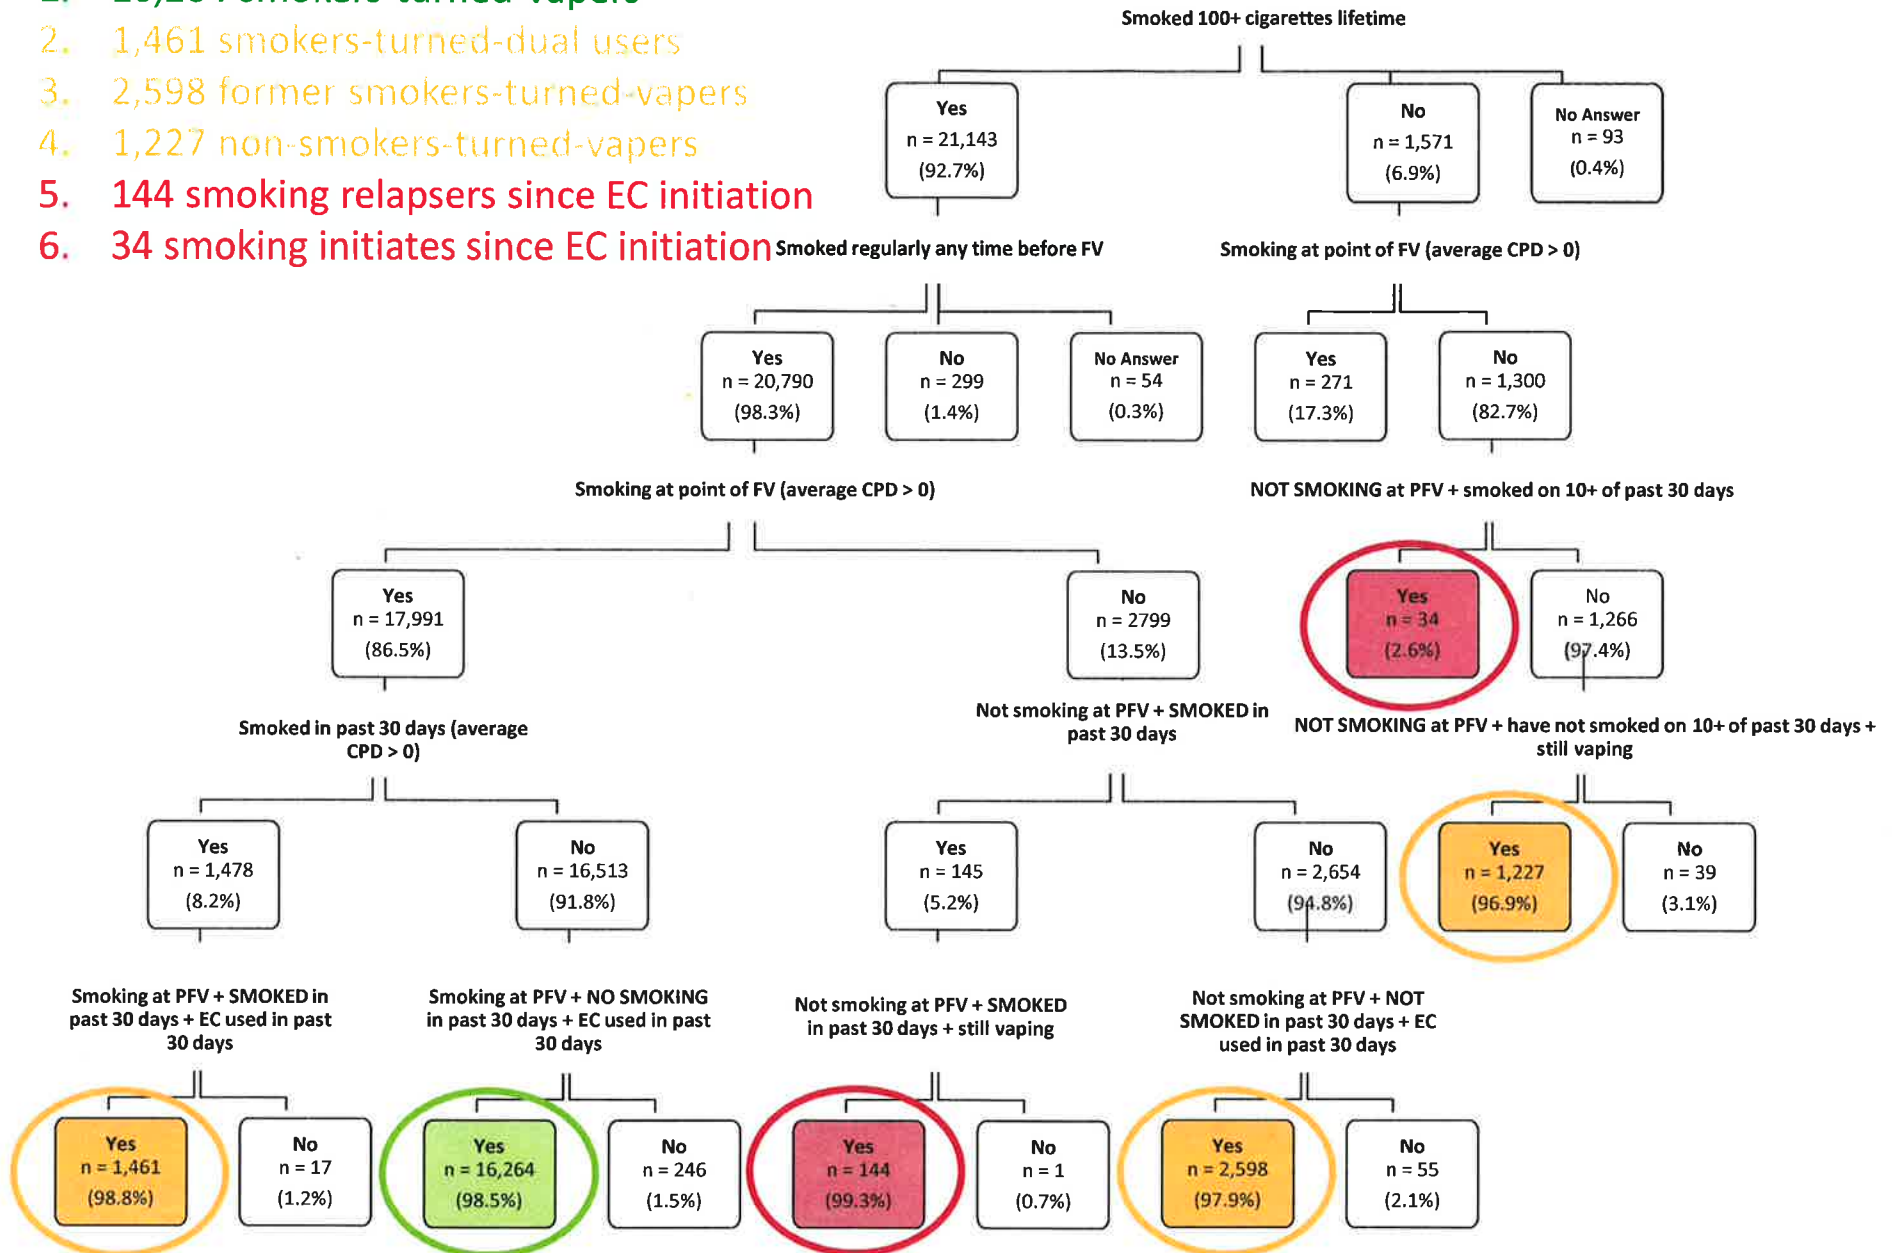 smokers-turned-vapers
2. 1,461 smokers-turned-dual users
3. 2,598 former smokers-turned-vapers
4. 1,227 non-smokers-turned-vapers
5. 144 smoking relapsers since EC initiation
6. 34 smoking initiates since EC initiation
Smoked 100+ cigarettes lifetime
Yes
n = 21,143
(92.7%)
No
n = 1,571
(6.9%)
No Answer
n = 93
(0.4%)
Smoked regularly any time before FV
Smoking at point of FV (average CPD > 0)
Yes
n = 20,790
(98.3%)
No
n = 299
(1.4%)
No Answer
n = 54
(0.3%)
Yes
n = 271
(17.3%)
No
n = 1,300
(82.7%)
Smoking at point of FV (average CPD > 0)
NOT SMOKING at PFV + smoked on 10+ of past 30 days
Yes
n = 17,991
(86.5%)
No
n = 2799
(13.5%)
Yes
n = 34
(2.6%)
No
n = 1,266
(97.4%)
Smoked in past 30 days (average
CPD > 0)
Not smoking at PFV + SMOKED in
past 30 days
NOT SMOKING at PFV + have not smoked on 10+ of past 30 days +
still vaping
Yes
n = 1,478
(8.2%)
No
n = 16,513
(91.8%)
Yes
n = 145
(5.2%)
No
n = 2,654
(94.8%)
Yes
n = 1,227
(96.9%)
No
n = 39
(3.1%)
Smoking at PFV + SMOKED in
past 30 days + EC used in past
30 days
Smoking at PFV + NO SMOKING
in past 30 days + EC used in past
30 days
Not smoking at PFV + SMOKED
in past 30 days + still vaping
Not smoking at PFV + NOT
SMOKED in past 30 days + EC
used in past 30 days
Yes
n = 1,461
(98.8%)
No
n = 17
(1.2%)
Yes
n = 16,264
(98.5%)
No
n = 246
(1.5%)
Yes
n = 144
(99.3%)
No
n = 1
(0.7%)
Yes
n = 2,598
(97.9%)
No
n = 55
(2.1%)